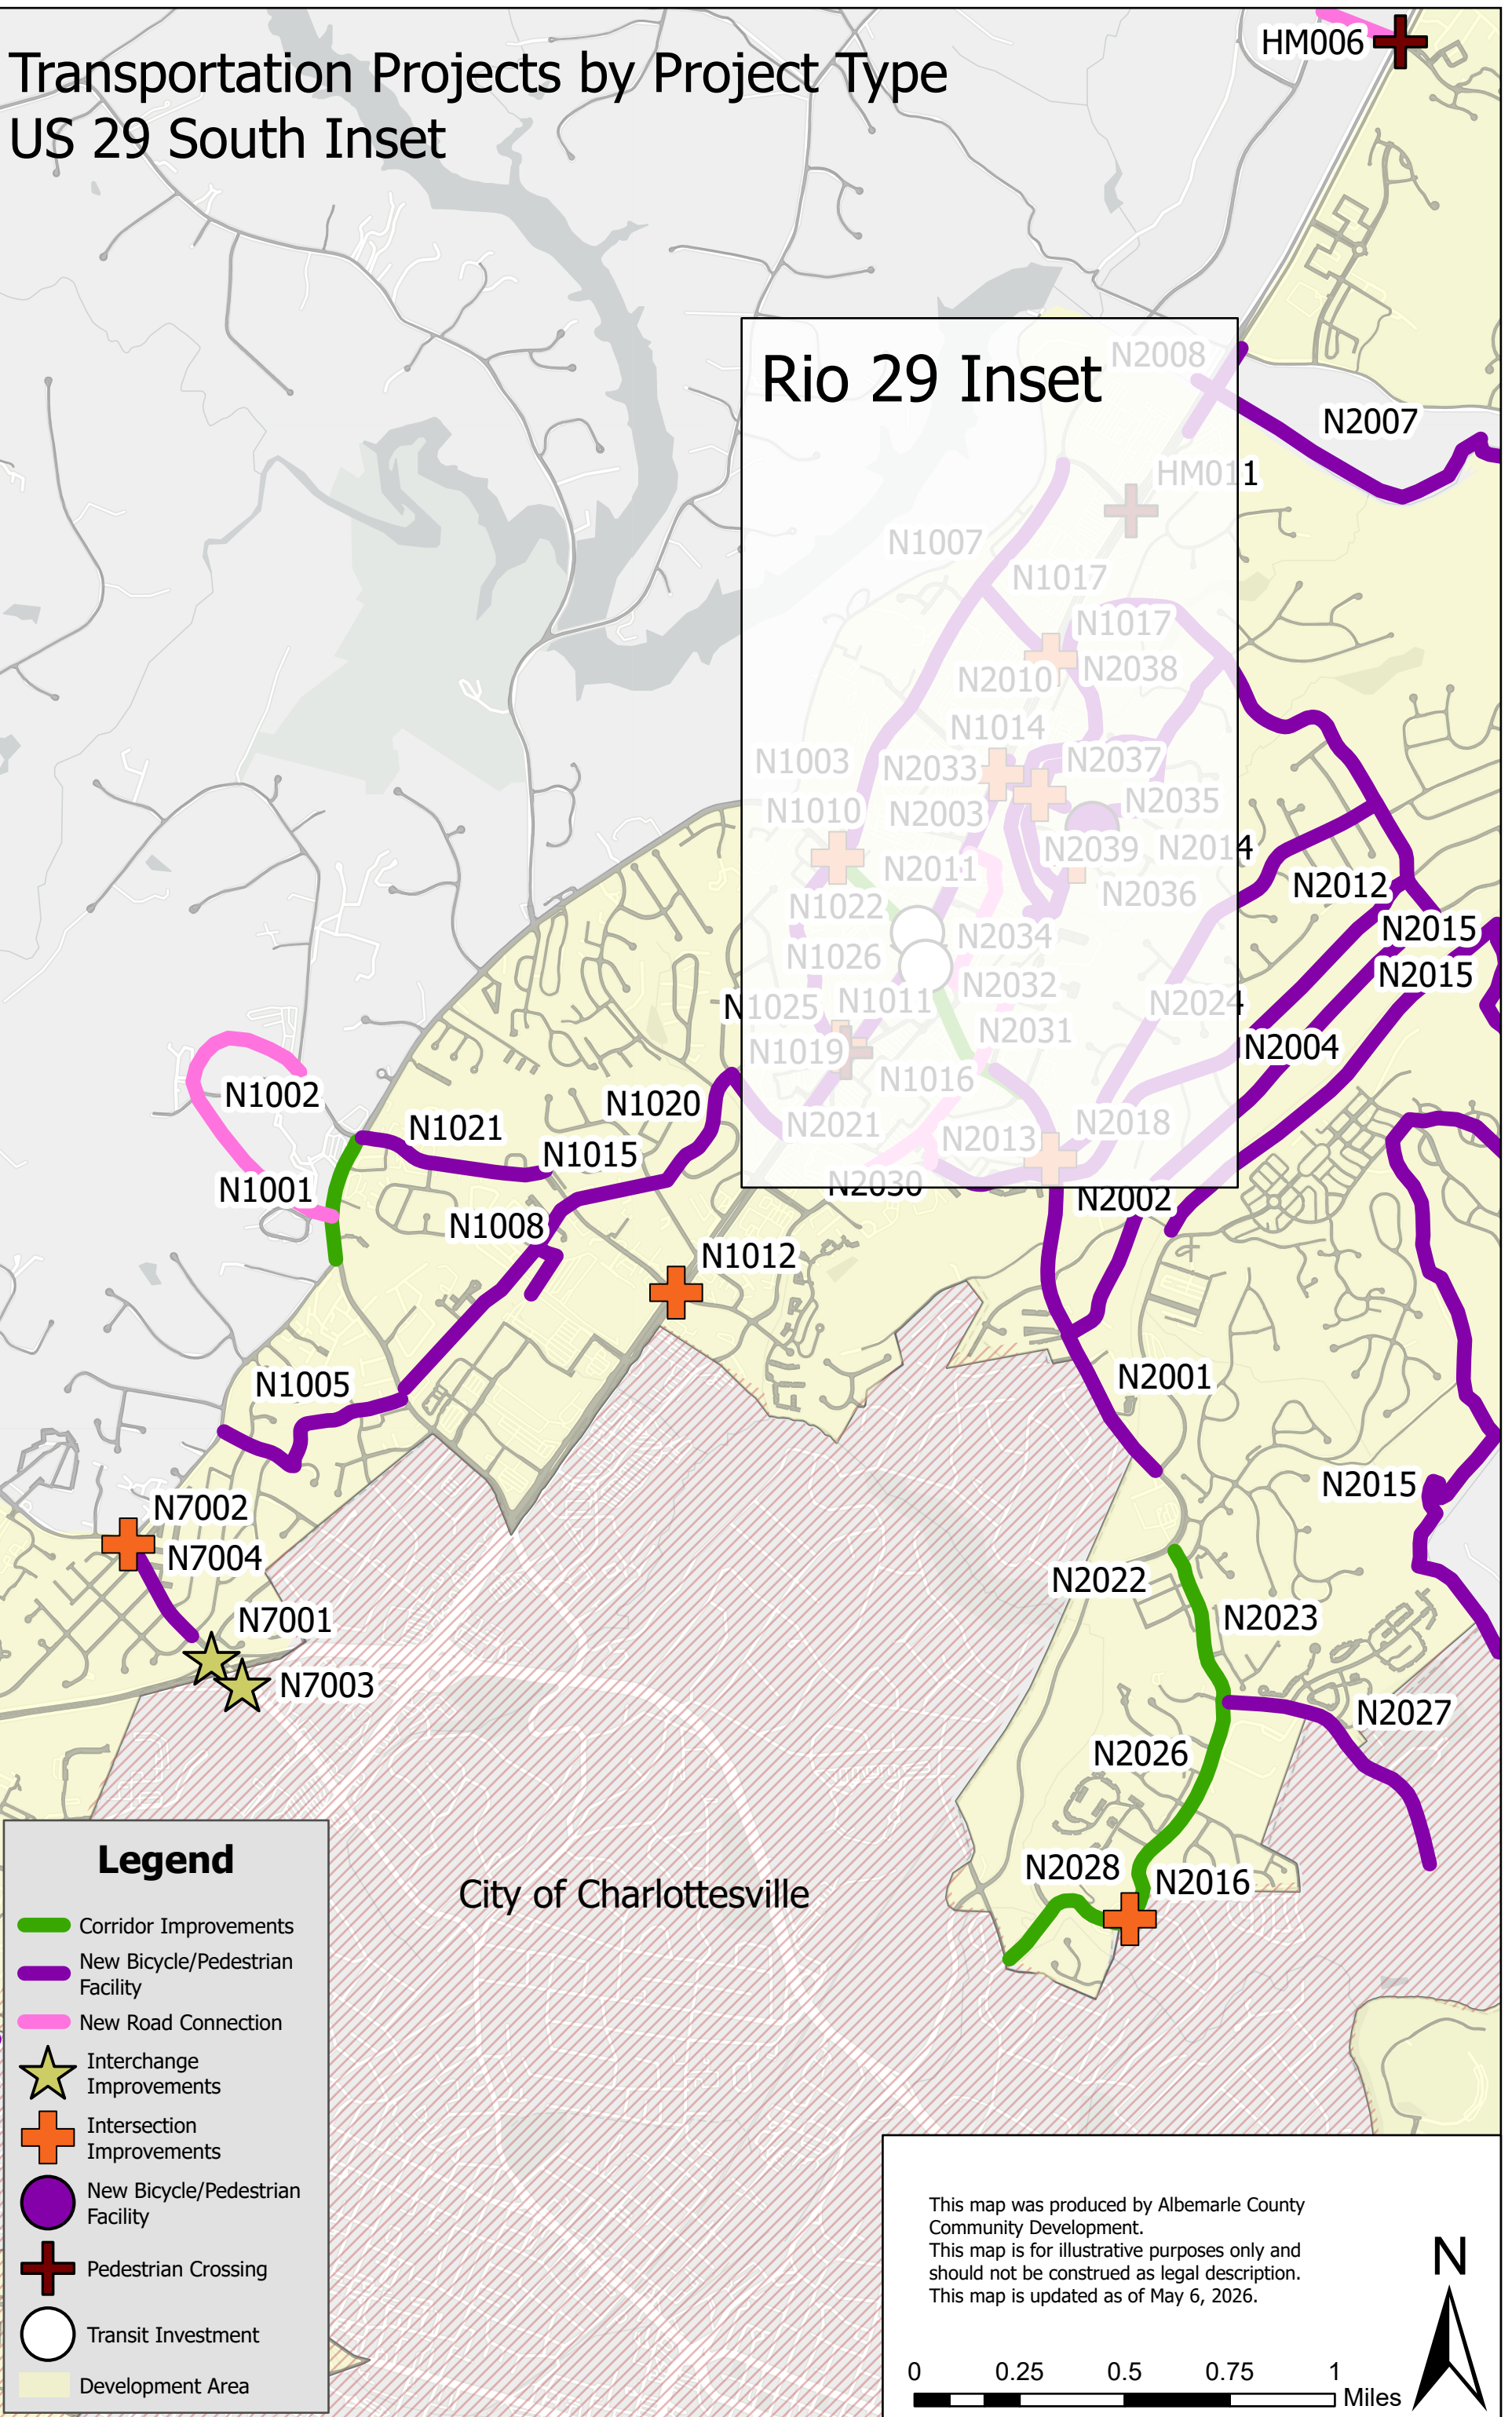 Transportation Projects by Project Type
US 29 South Inset
HM006
Rio 29 Inset
N2008
N2007
HM011
N1007
N1017
N1017
N2038
N2010
N1014
N1003
N2033
N2037
N1010
N2003
N2035
N2039
N2014
N2011
N2036
N2012
N1022
N2015
N2034
N1026
N2015
N2032
N1025
N1011
N2024
N2031
N1019
N2004
N1016
N1002
N1020
N2021
N2018
N1021
N2013
N1015
N2030
N1001
N2002
N1008
N1012
N1005
N2001
N2015
N7002
N7004
N2022
N2023
N7001
N7003
N2027
N2026
N2028
N2016
City of Charlottesville
Legend
Corridor Improvements
New Bicycle/Pedestrian
Facility
New Road Connection
Interchange
Improvements
Intersection
Improvements
New Bicycle/Pedestrian
Facility
Pedestrian Crossing
Transit Investment
Development Area
This map was produced by Albemarle County
Community Development.
This map is for illustrative purposes only and
should not be construed as legal description.
This map is updated as of May 6, 2026.
N
0 0.25 0.5 0.75 1
Miles